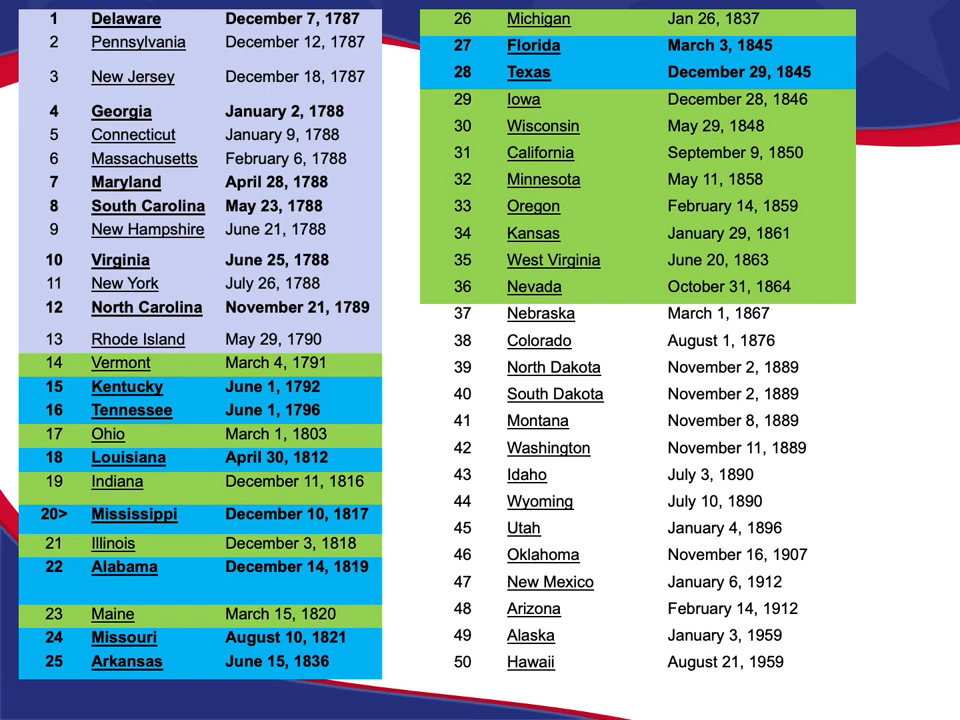 1 Delaware December 7, 1787
2 Pennsylvania December 12, 1787
3 New Jersey December 18, 1787
4 Georgia January 2, 1788
5 Connecticut January 9, 1788
6 Massachusetts February 6, 1788
7 Maryland April 28, 1788
8 South Carolina May 23, 1788
9 New Hampshire June 21, 1788
10 Virginia June 25, 1788
11 New York July 26, 1788
12 North Carolina November 21, 1789
13 Rhode Island May 29, 1790
14 Vermont March 4, 1791
15 Kentucky June 1, 1792
16 Tennessee June 1, 1796
17 Ohio March 1, 1803
18 Louisiana April 30, 1812
19 Indiana December 11, 1816
20> Mississippi December 10, 1817
21 Illinois December 3, 1818
22 Alabama December 14, 1819
23 Maine March 15, 1820
24 Missouri August 10, 1821
25 Arkansas June 15, 1836
26 Michigan Jan 26, 1837
27 Florida March 3, 1845
28 Texas December 29, 1845
29 Iowa December 28, 1846
30 Wisconsin May 29, 1848
31 California September 9, 1850
32 Minnesota May 11, 1858
33 Oregon February 14, 1859
34 Kansas January 29, 1861
35 West Virginia June 20, 1863
36 Nevada October 31, 1864
37 Nebraska March 1, 1867
38 Colorado August 1, 1876
39 North Dakota November 2, 1889
40 South Dakota November 2, 1889
41 Montana November 8, 1889
42 Washington November 11, 1889
43 Idaho July 3, 1890
44 Wyoming July 10, 1890
45 Utah January 4, 1896
46 Oklahoma November 16, 1907
47 New Mexico January 6, 1912
48 Arizona February 14, 1912
49 Alaska January 3, 1959
50 Hawaii August 21, 1959